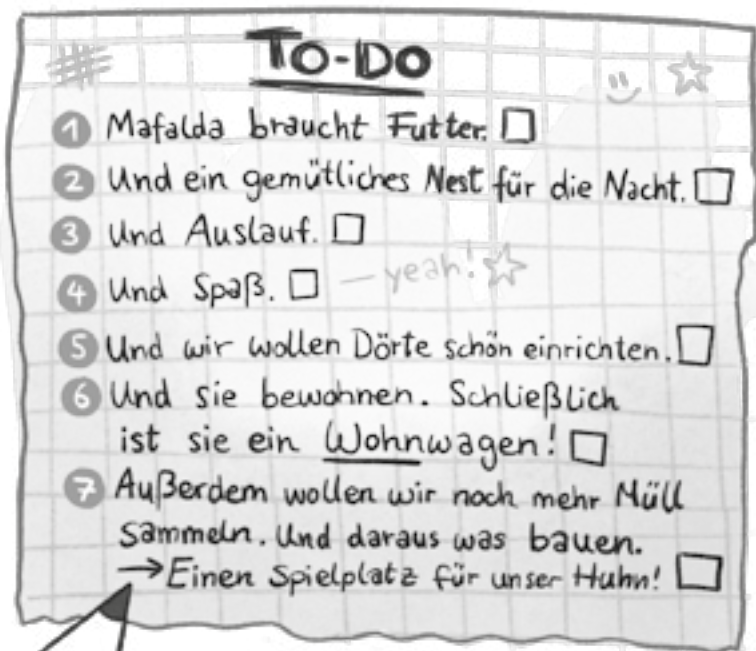 TO-DO
1 Mafalda braucht Futter.
2 Und ein gemütliches Nest für die Nacht.
3 Und Auslauf.
4 Und Spaß. — yeah!
5 Und wir wollen Dörte schön einrichten.
6 Und sie bewohnen. Schließlich
ist sie ein Wohnwagen!
7 Außerdem wollen wir noch mehr Müll
sammeln. Und daraus was bauen.
→ Einen Spielplatz für unser Huhn!